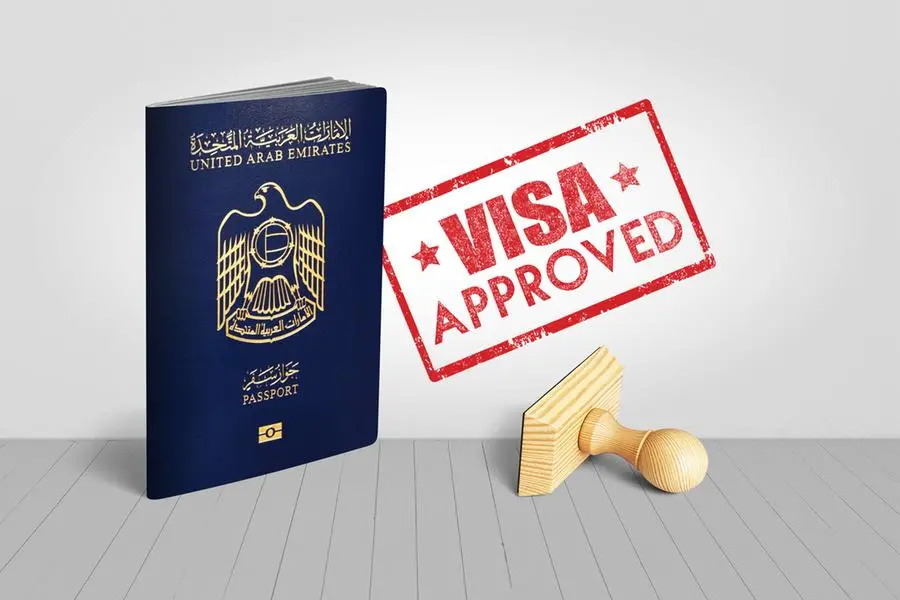 الإمارات العربية المتحدة
UNITED ARAB EMIRATES
الإمارات العربية المتحدة
جواز سفر
PASSPORT
VISA
APPROVED